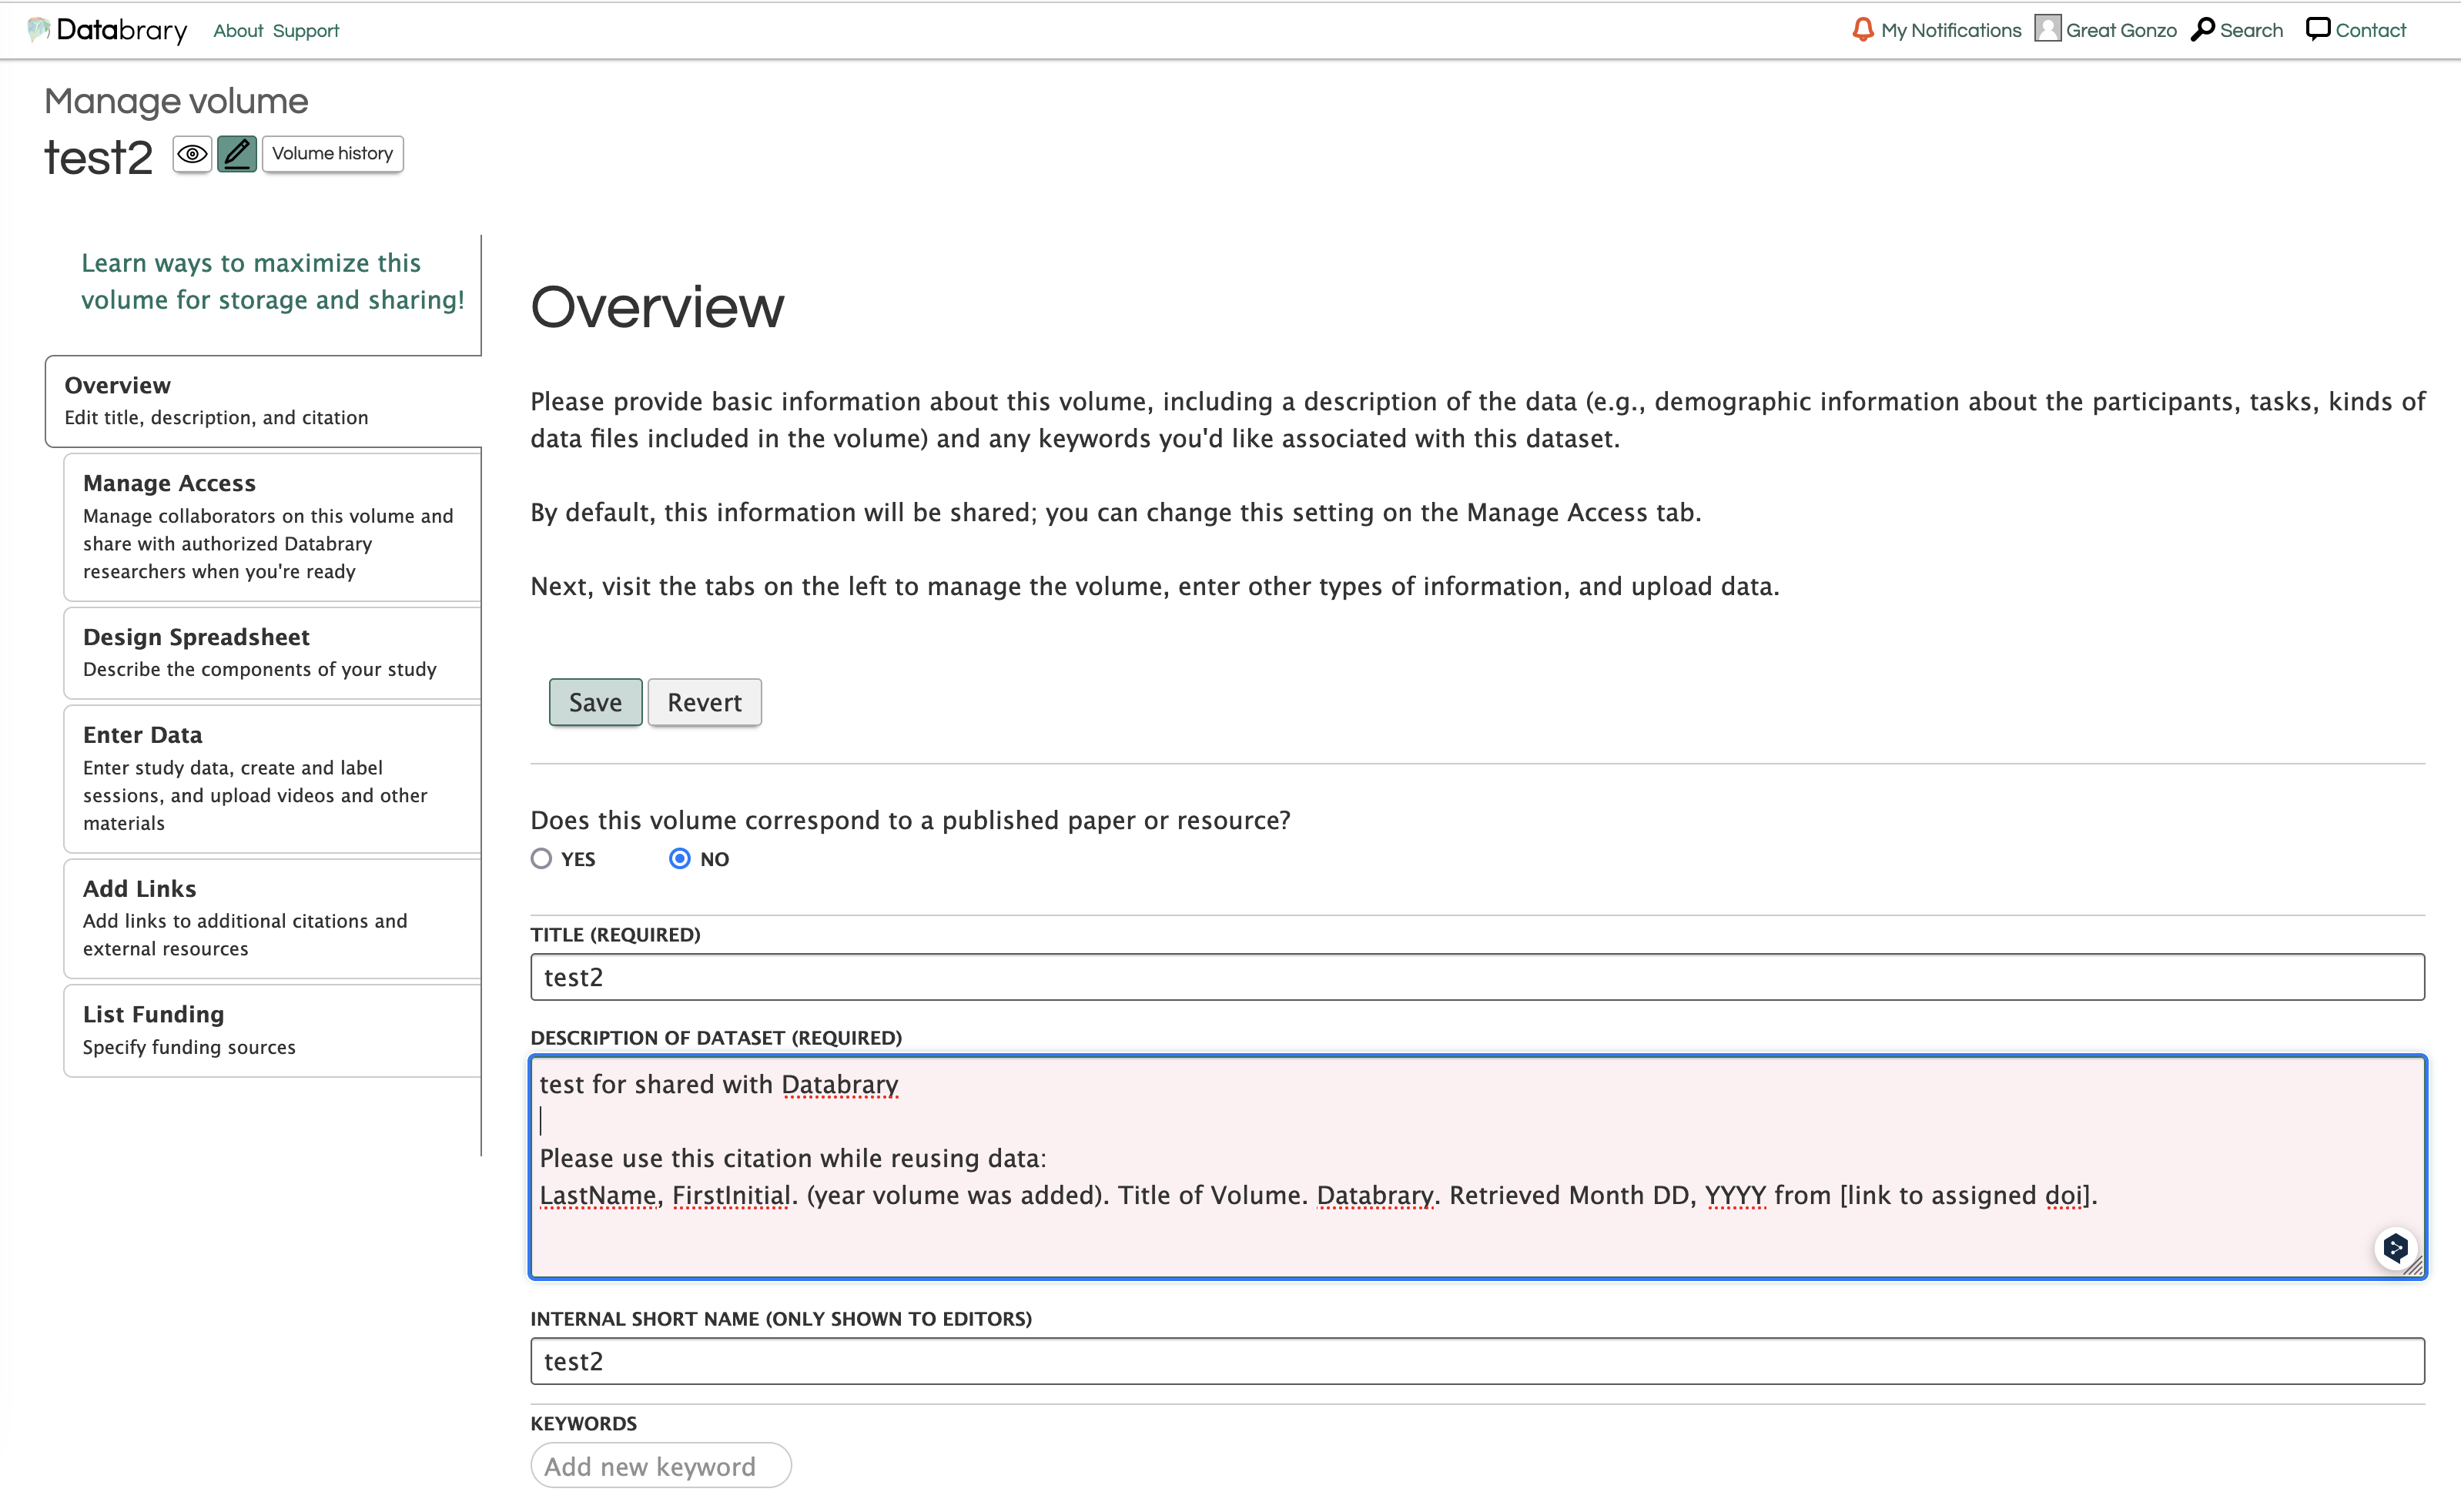 Databrary About Support My Notifications Great Gonzo Search Contact
Manage volume
test2 Volume history
Learn ways to maximize this
volume for storage and sharing!
Overview
Edit title, description, and citation
Manage Access
Manage collaborators on this volume and
share with authorized Databrary
researchers when you're ready
Design Spreadsheet
Describe the components of your study
Enter Data
Enter study data, create and label
sessions, and upload videos and other
materials
Add Links
Add links to additional citations and
external resources
List Funding
Specify funding sources
Overview
Please provide basic information about this volume, including a description of the data (e.g., demographic information about the participants, tasks, kinds of
data files included in the volume) and any keywords you'd like associated with this dataset.
By default, this information will be shared; you can change this setting on the Manage Access tab.
Next, visit the tabs on the left to manage the volume, enter other types of information, and upload data.
Save Revert
Does this volume correspond to a published paper or resource?
YES NO
TITLE (REQUIRED)
test2
DESCRIPTION OF DATASET (REQUIRED)
test for shared with Databrary
Please use this citation while reusing data:
LastName, FirstInitial. (year volume was added). Title of Volume. Databrary. Retrieved Month DD, YYYY from [link to assigned doi].
INTERNAL SHORT NAME (ONLY SHOWN TO EDITORS)
test2
KEYWORDS
Add new keyword